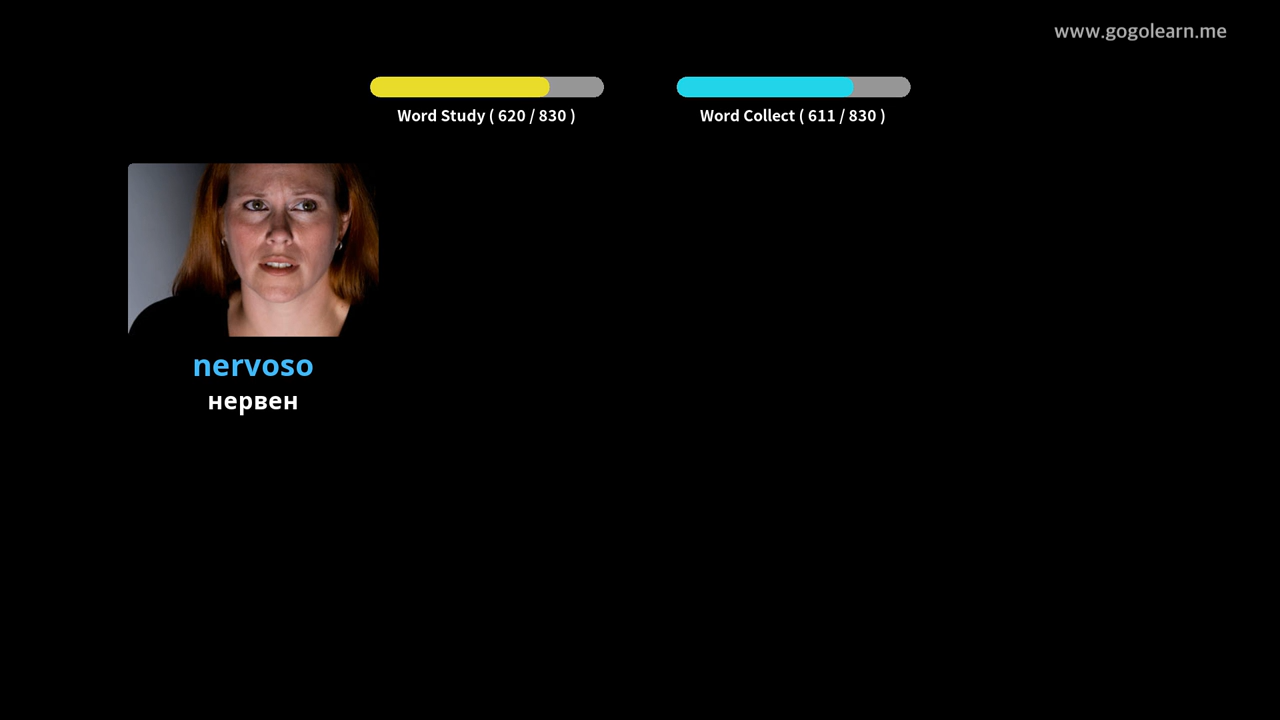 www.gogolearn.me
Word Study ( 620 / 830 )
Word Collect ( 611 / 830 )
nervoso
нервен